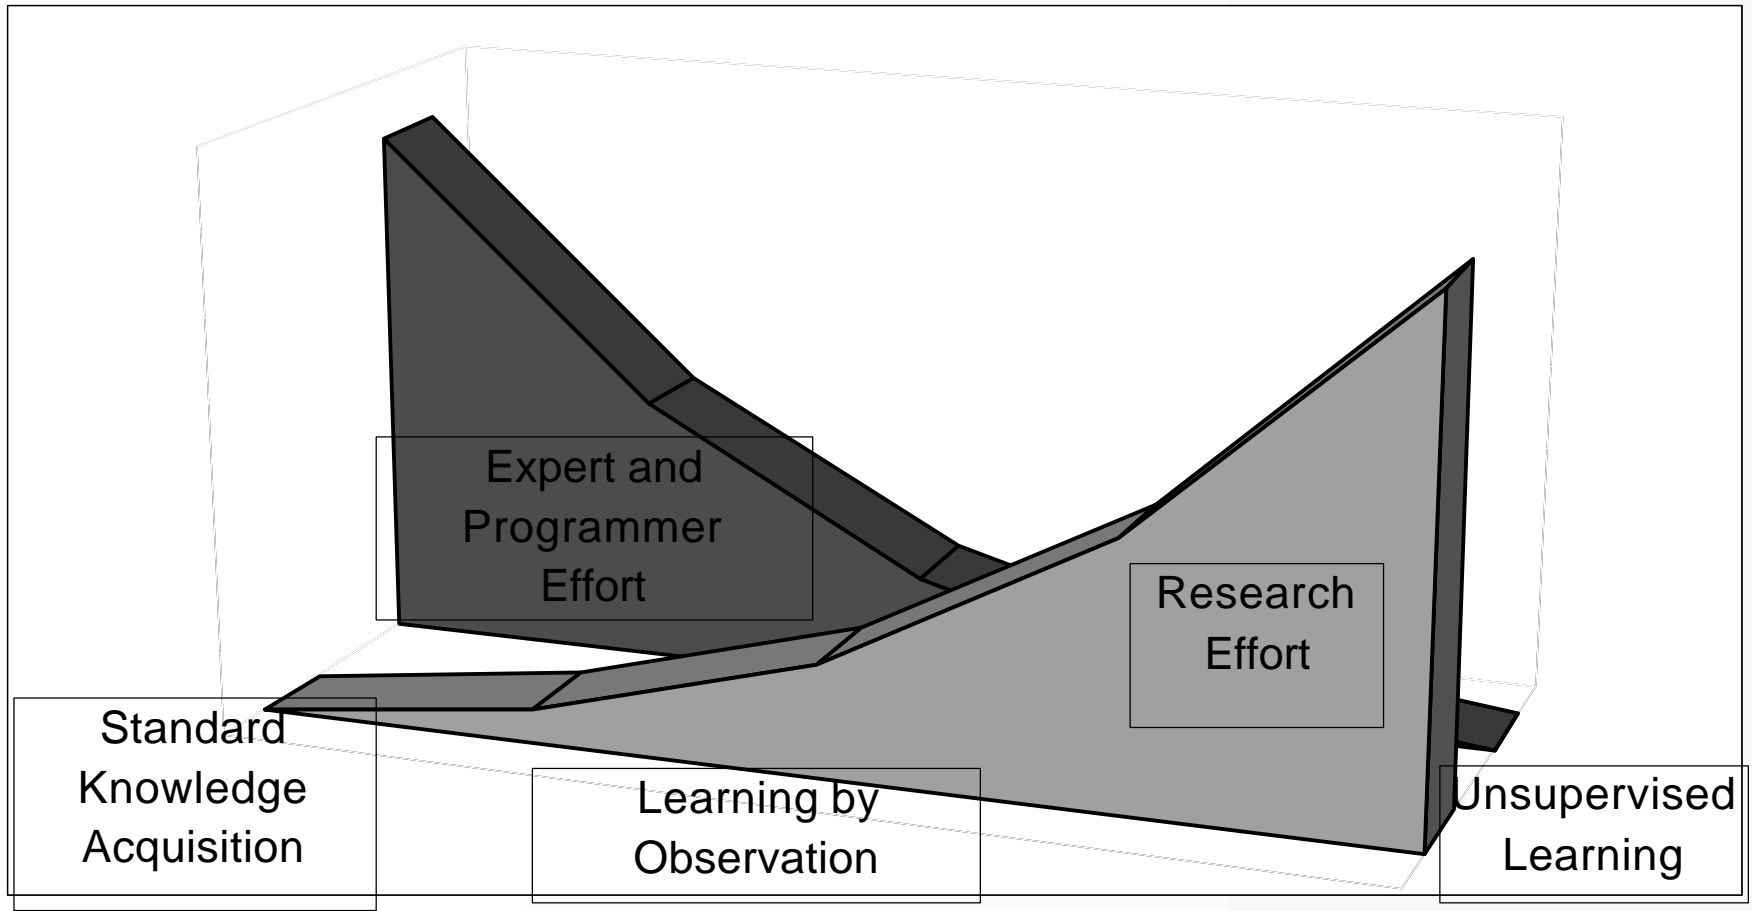 Expert and
Programmer
Effort
Research
Effort
Standard
Knowledge
Acquisition
Learning by
Observation
Unsupervised
Learning